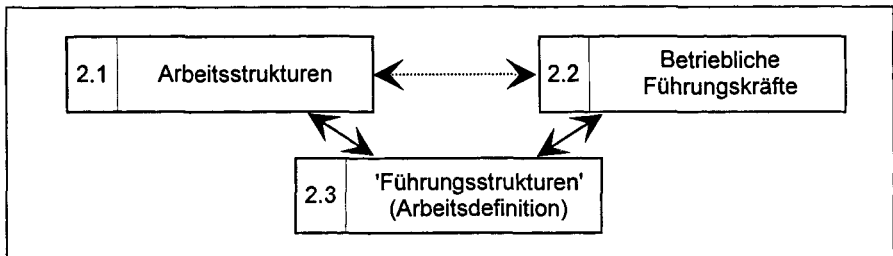 2.1 Arbeitsstrukturen
2.2 Betriebliche
Führungskräfte
2.3 'Führungsstrukturen'
(Arbeitsdefinition)